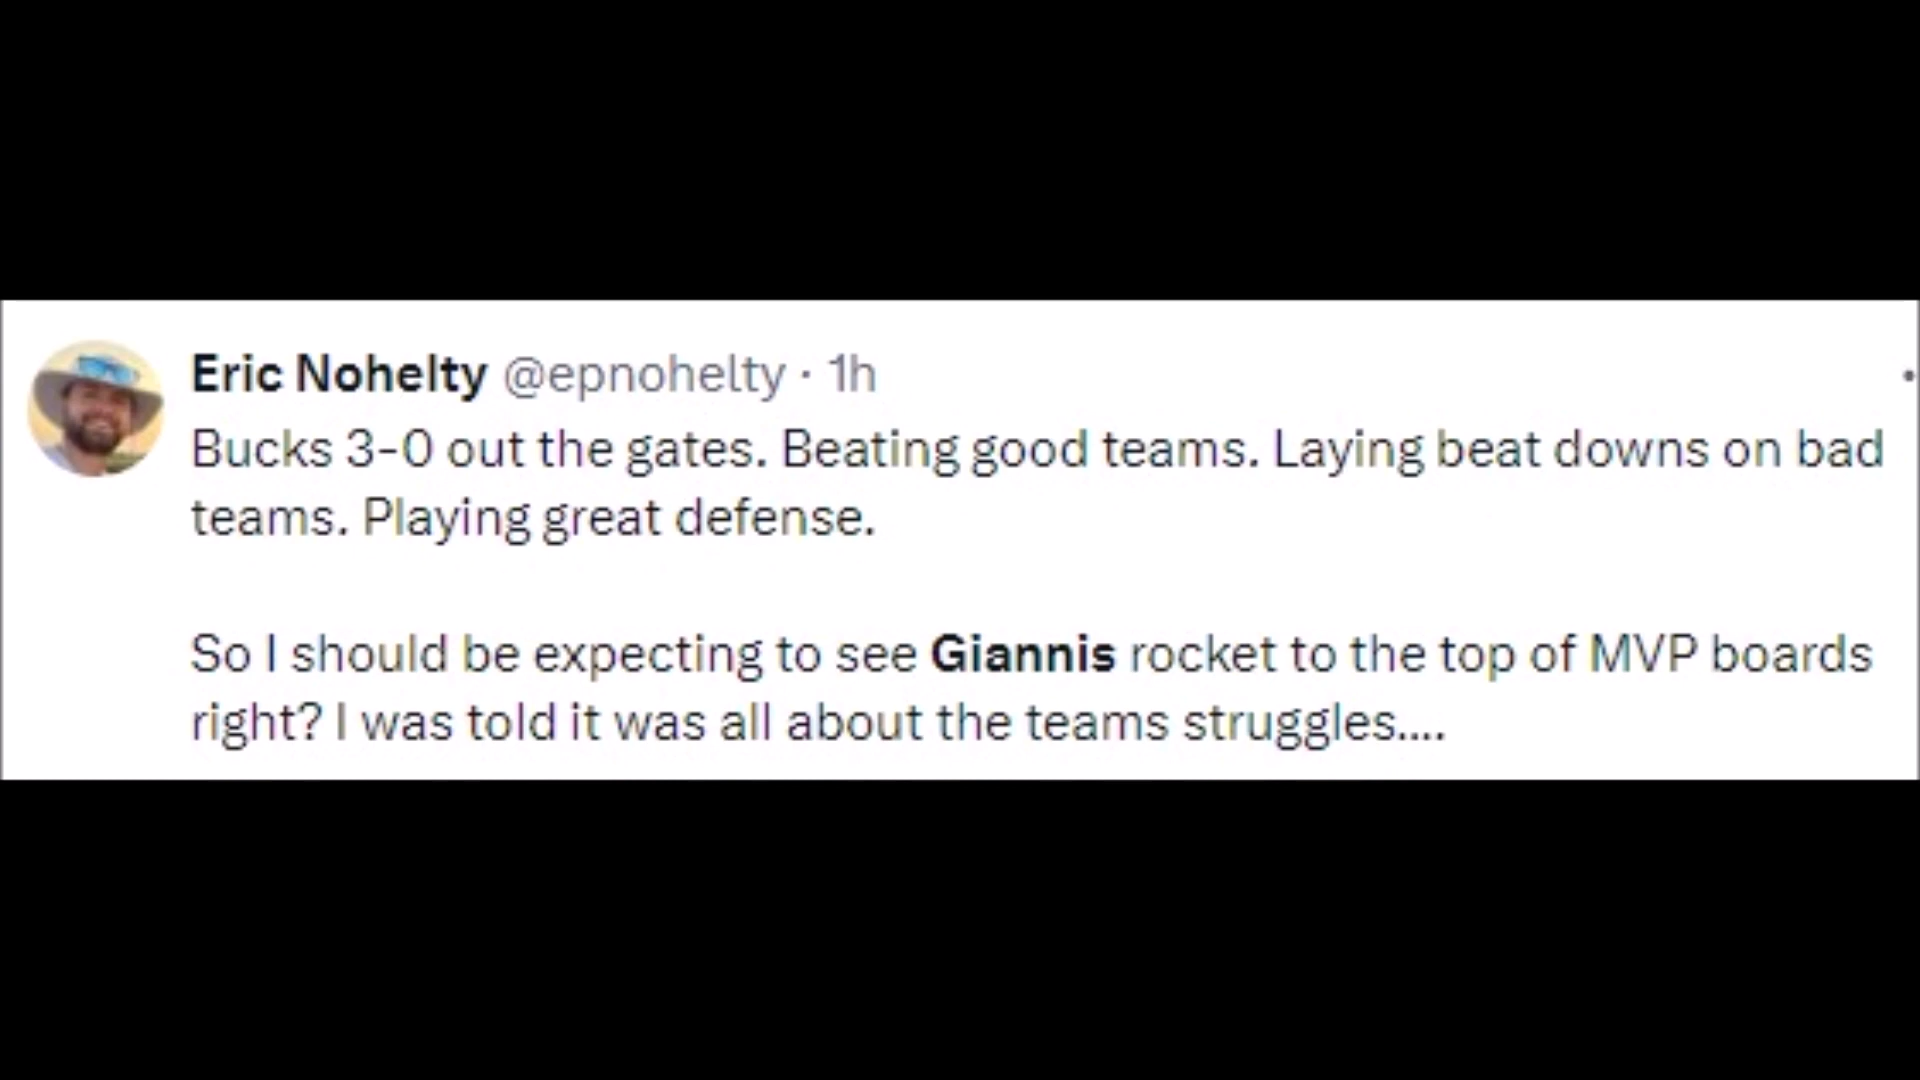 Eric Nohelty @epnohelty · 1h
Bucks 3-0 out the gates. Beating good teams. Laying beat downs on bad
teams. Playing great defense.
So I should be expecting to see Giannis rocket to the top of MVP boards
right? I was told it was all about the teams struggles....